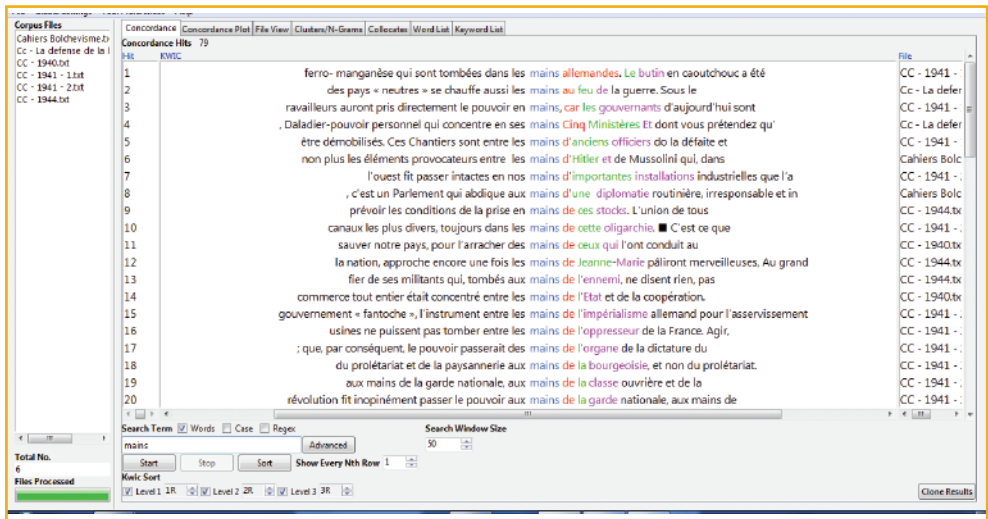 Corpus Files
Cahiers Bolchevisme.t
Cc - La defense de la l
CC - 1940.txt
CC - 1941 - 1.txt
CC - 1941 - 2.txt
CC - 1944.txt
Total No.
6
Files Processed
Concordance Concordance Plot File View Clusters/N-Grams Collocates Word List Keyword List
Concordance Hits 79
Hit KWIC File
1 ferro- manganèse qui sont tombées dans les mains allemandes. Le butin en caoutchouc a été CC - 1941 -
2 des pays « neutres » se chauffe aussi les mains au feu de la guerre. Sous le Cc - La defer
3 ravailleurs auront pris directement le pouvoir en mains, car les gouvernants d'aujourd'hui sont CC - 1941 -
4 , Daladier-pouvoir personnel qui concentre en ses mains Cinq Ministères Et dont vous prétendez qu' Cc - La defer
5 être démobilisés. Ces Chantiers sont entre les mains d'anciens officiers do la défaite et CC - 1941 -
6 non plus les éléments provocateurs entre les mains d'Hitler et de Mussolini qui, dans Cahiers Bolc
7 l'ouest fit passer intactes en nos mains d'importantes installations industrielles que l'a CC - 1941 -
8 , c'est un Parlement qui abdique aux mains d'une diplomatie routinière, irresponsable et in Cahiers Bolc
9 prévoir les conditions de la prise en mains de ces stocks. L'union de tous CC - 1944.tx
10 canaux les plus divers, toujours dans les mains de cette oligarchie. ■ C'est ce que CC - 1941 -
11 sauver notre pays, pour l'arracher des mains de ceux qui l'ont conduit au CC - 1940.tx
12 la nation, approche encore une fois les mains de Jeanne-Marie pâliront merveilleuses, Au grand CC - 1944.tx
13 fier de ses militants qui, tombés aux mains de l'ennemi, ne disent rien, pas CC - 1944.tx
14 commerce tout entier était concentré entre les mains de l'Etat et de la coopération. CC - 1940.tx
15 gouvernement « fantoche », l'instrument entre les mains de l'impérialisme allemand pour l'asservissement CC - 1941 -
16 usines ne puissent pas tomber entre les mains de l'oppresseur de la France. Agir, CC - 1941 -
17 ; que, par conséquent, le pouvoir passerait des mains de l'organe de la dictature du CC - 1941 -
18 du prolétariat et de la paysannerie aux mains de la bourgeoisie, et non du prolétariat. CC - 1941 -
19 aux mains de la garde nationale, aux mains de la classe ouvrière et de la CC - 1941 -
20 révolution fit inopinément passer le pouvoir aux mains de la garde nationale, aux mains de CC - 1941 -
Search Term Words Case Regex Search Window Size
mains Advanced 50
Start Stop Sort Show Every Nth Row 1
Kwic Sort
Level 1 1R Level 2 2R Level 3 3R Clone Results